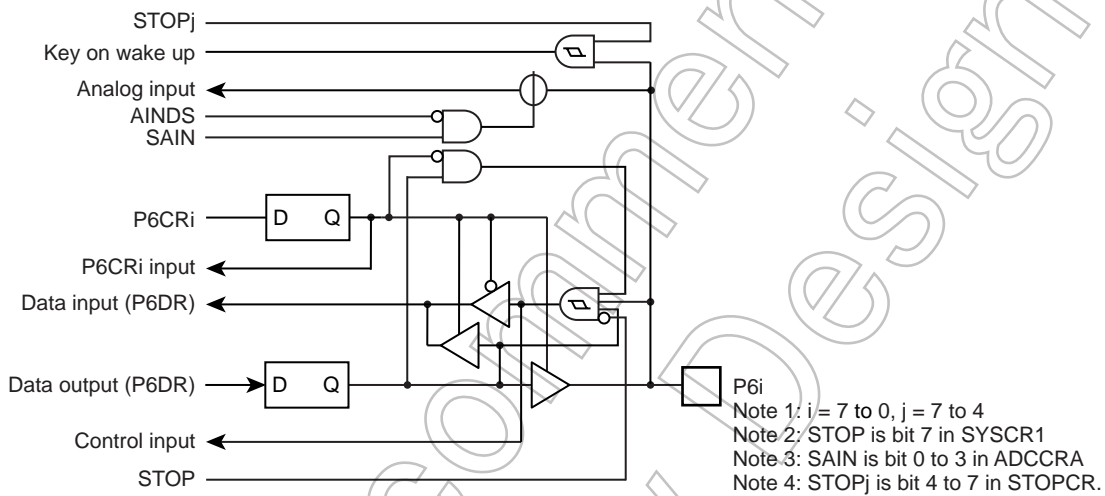 STOPj
Key on wake up
Analog input
AINDS
SAIN
P6CRi
D Q
P6CRi input
Data input (P6DR)
Data output (P6DR)
D Q
Control input
STOP
P6i
Note 1: i = 7 to 0, j = 7 to 4
Note 2: STOP is bit 7 in SYSCR1
Note 3: SAIN is bit 0 to 3 in ADCCRA
Note 4: STOPj is bit 4 to 7 in STOPCR.